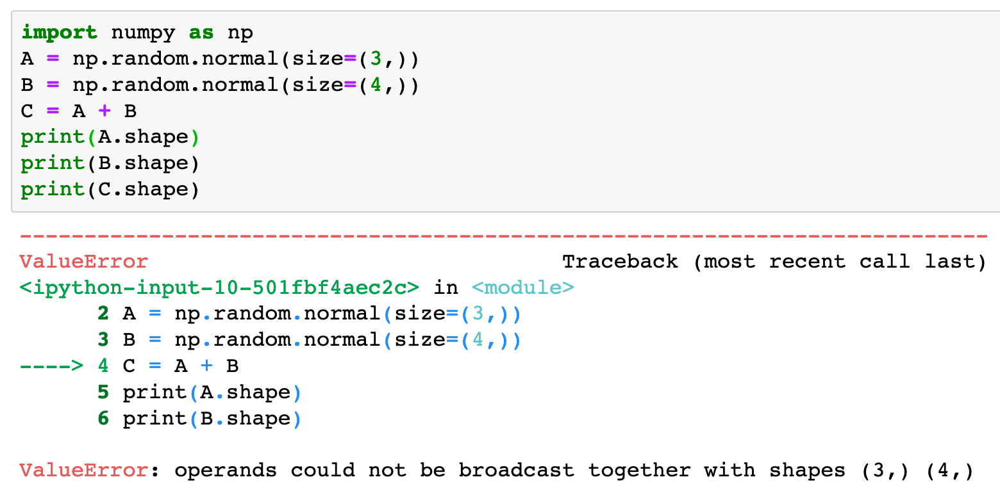 import numpy as np
A = np.random.normal(size=(3,))
B = np.random.normal(size=(4,))
C = A + B
print(A.shape)
print(B.shape)
print(C.shape)
---------------------------------------------------------------------------
ValueError                                Traceback (most recent call last)
<ipython-input-10-501fbf4aec2c> in <module>
      2 A = np.random.normal(size=(3,))
      3 B = np.random.normal(size=(4,))
----> 4 C = A + B
      5 print(A.shape)
      6 print(B.shape)
ValueError: operands could not be broadcast together with shapes (3,) (4,)